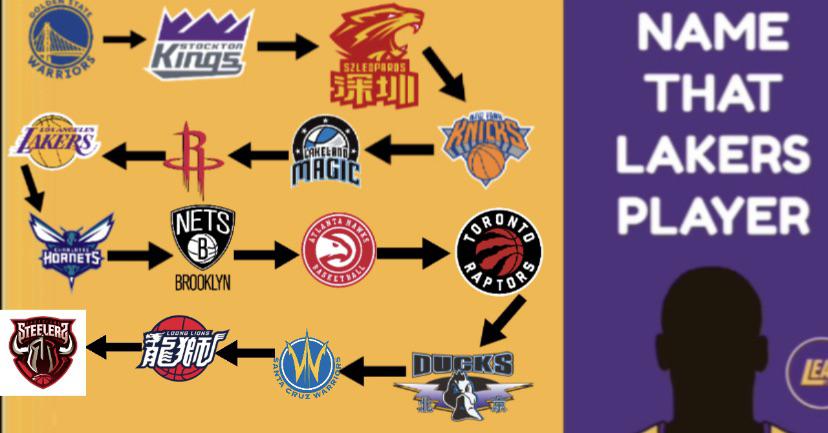 NAME
THAT
LAKERS
PLAYER
GOLDEN STATE
WARRIORS
STOCKTON
Kings
SZLEOPARDS
深圳
NEW YORK
KNICKS
LAKELAND
MAGIC
R
LOS ANGELES
LAKERS
CHARLOTTE
HORNETS
NETS
B
BROOKLYN
ATLANTA HAWKS
BASKETBALL
TORONTO
RAPTORS
DUCKS
北 京
W
SANTA CRUZ WARRIORS
LOONG LIONS
龍獅
STEELERS
LEA